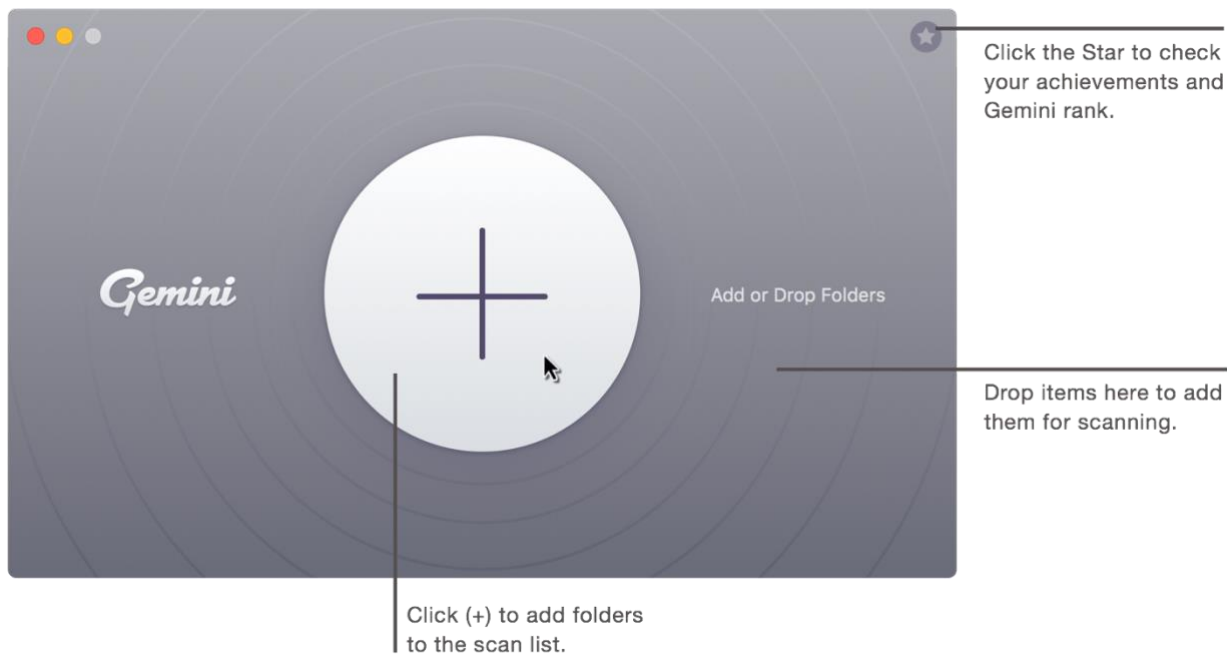 Click the Star to check
your achievements and
Gemini rank.
Gemini
Add or Drop Folders
Drop items here to add
them for scanning.
Click (+) to add folders
to the scan list.